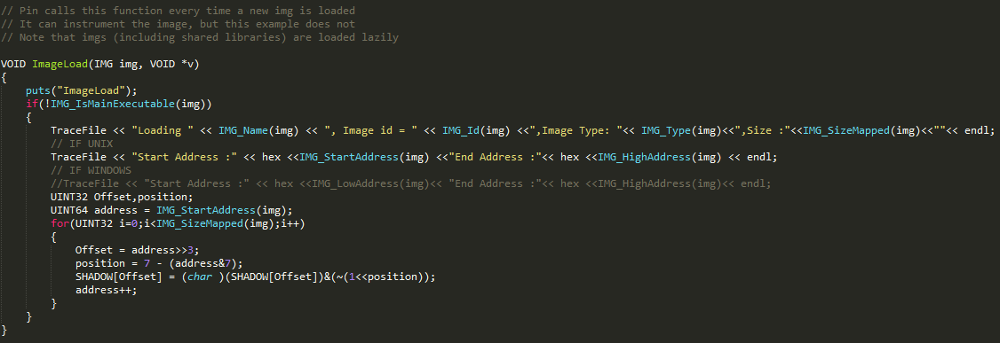 // Pin calls this function every time a new img is loaded
// It can instrument the image, but this example does not
// Note that imgs (including shared libraries) are loaded lazily

VOID ImageLoad(IMG img, VOID *v)
{
    puts("ImageLoad");
    if(!IMG_IsMainExecutable(img))
    {
        TraceFile << "Loading " << IMG_Name(img) << ", Image id = " << IMG_Id(img) <<",Image Type: "<< IMG_Type(img)<<",Size :"<<IMG_SizeMapped(img)<<""<< endl;
        // IF UNIX
        TraceFile << "Start Address :" << hex <<IMG_StartAddress(img) <<"End Address :"<< hex <<IMG_HighAddress(img) << endl;
        // IF WINDOWS
        //TraceFile << "Start Address :" << hex <<IMG_LowAddress(img)<< "End Address :"<< hex <<IMG_HighAddress(img)<< endl;
        UINT32 Offset,position;
        UINT64 address = IMG_StartAddress(img);
        for(UINT32 i=0;i<IMG_SizeMapped(img);i++)
        {
            Offset = address>>3;
            position = 7 - (address&7);
            SHADOW[Offset] = (char )(SHADOW[Offset])&(~(1<<position));
            address++;
        }
    }
}